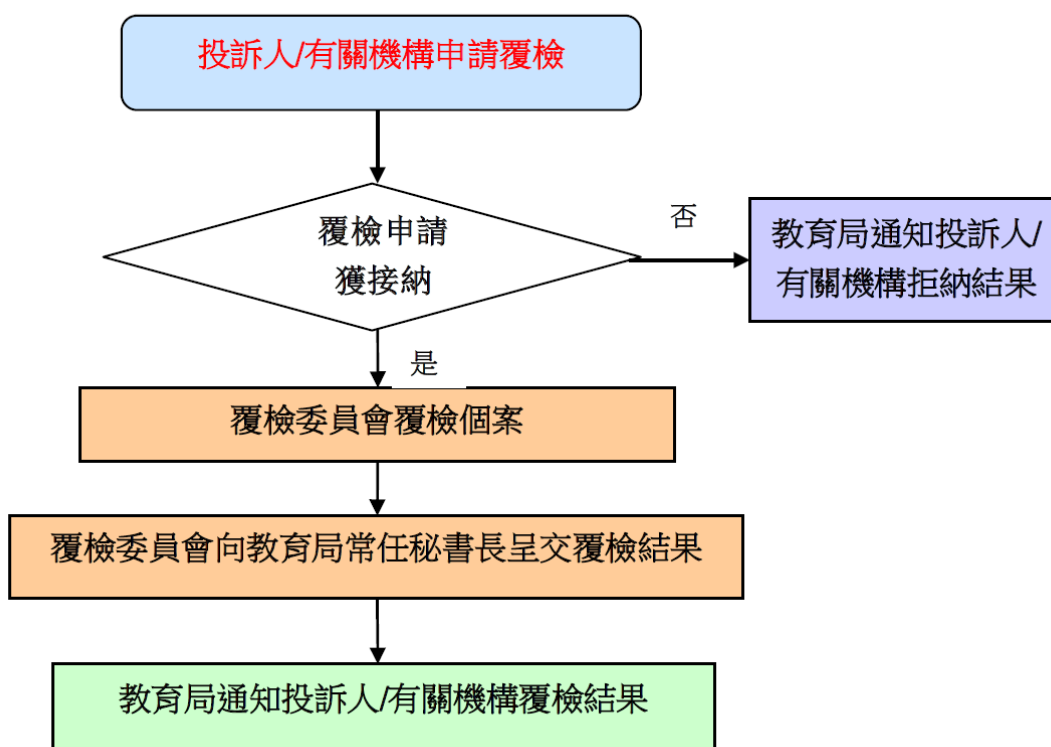 投訴人/有關機構申請覆檢
覆檢申請
獲接納
否
教育局通知投訴人/
有關機構拒納結果
是
覆檢委員會覆檢個案
覆檢委員會向教育局常任秘書長呈交覆檢結果
教育局通知投訴人/有關機構覆檢結果